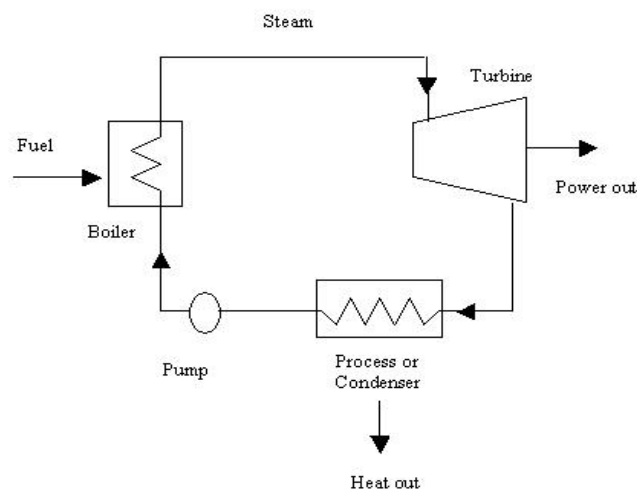 Steam
Turbine
Fuel
Power out
Boiler
Pump
Process or
Condenser
Heat out